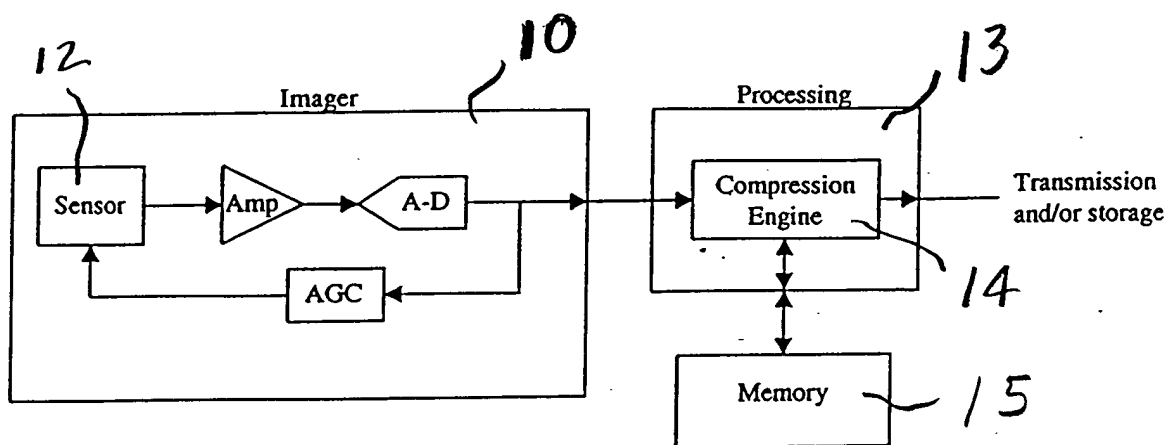 12
10
13
Imager
Processing
Sensor
Amp
A-D
Compression
Engine
Transmission
and/or storage
AGC
14
Memory
15